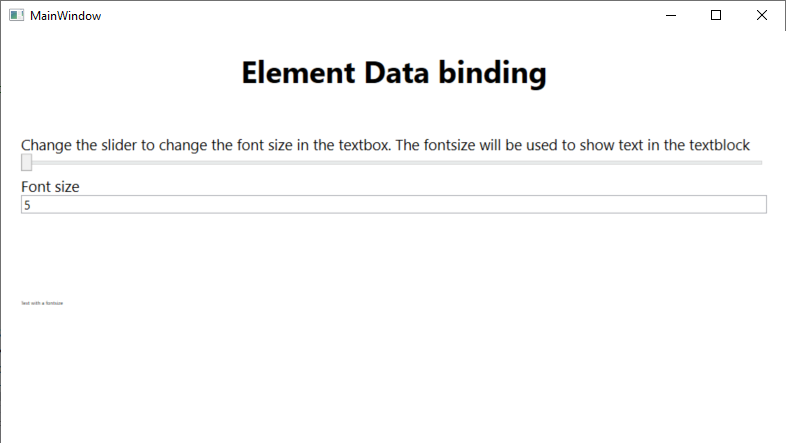 MainWindow
Element Data binding
Change the slider to change the font size in the textbox. The fontsize will be used to show text in the textblock
Font size
5
Text with a fontsize